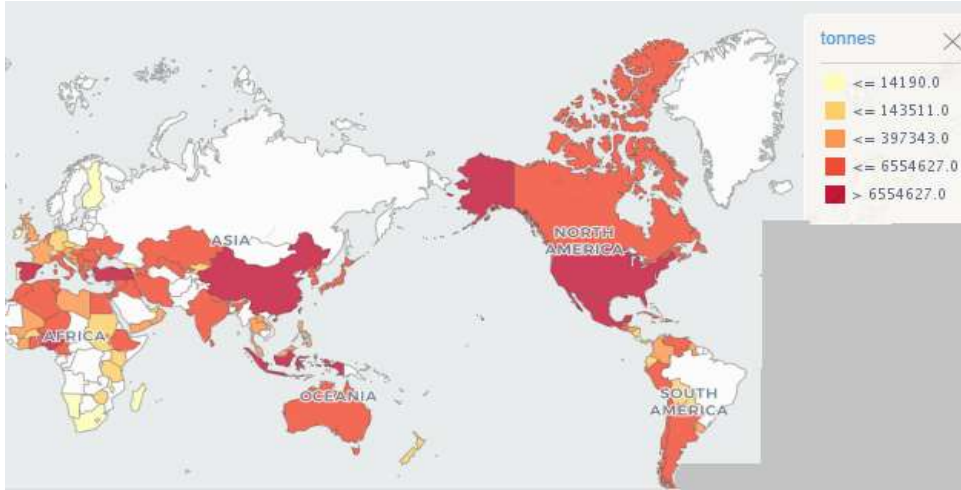 tonnes
<= 14190.0
<= 143511.0
<= 397343.0
<= 6554627.0
> 6554627.0
ASIA
NORTH
AMERICA
AFRICA
OCEANIA
SOUTH
AMERICA